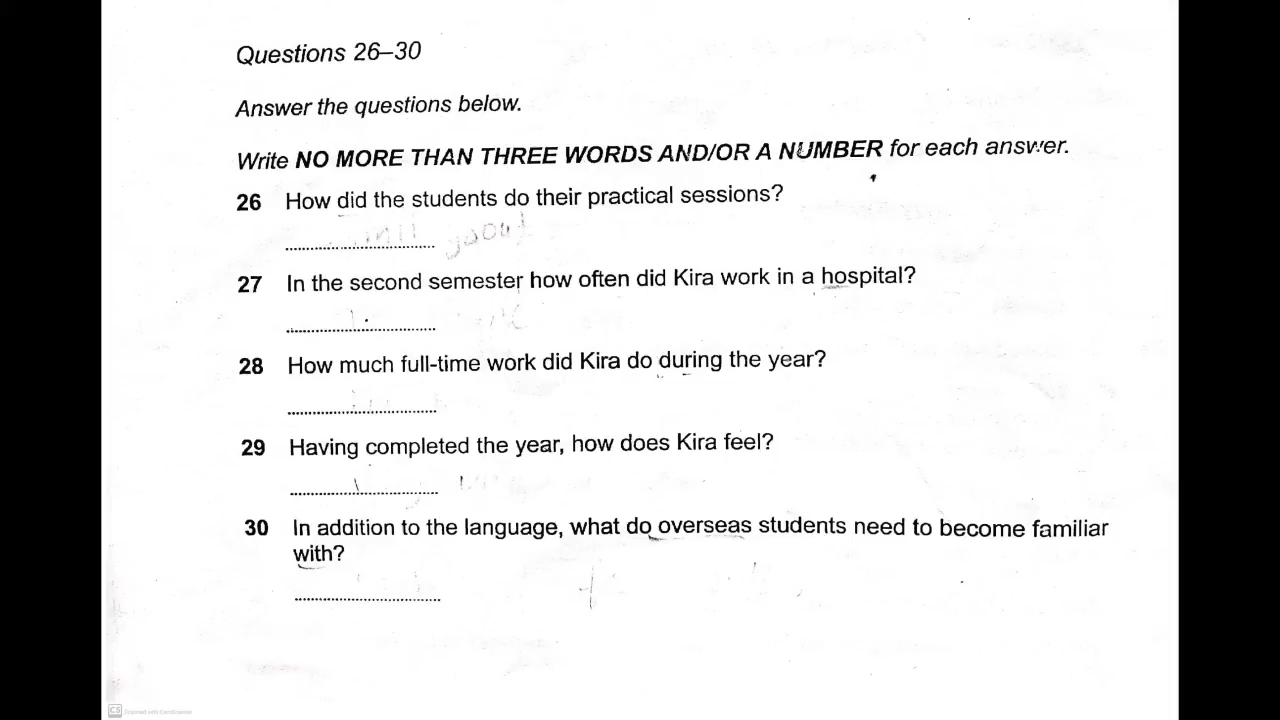 Questions 26–30
Answer the questions below.
Write NO MORE THAN THREE WORDS AND/OR A NUMBER for each answer.
26 How did the students do their practical sessions?
....................................
27 In the second semester how often did Kira work in a hospital?
....................................
28 How much full-time work did Kira do during the year?
....................................
29 Having completed the year, how does Kira feel?
....................................
30 In addition to the language, what do overseas students need to become familiar
with?
....................................
CS Scanned with CamScanner